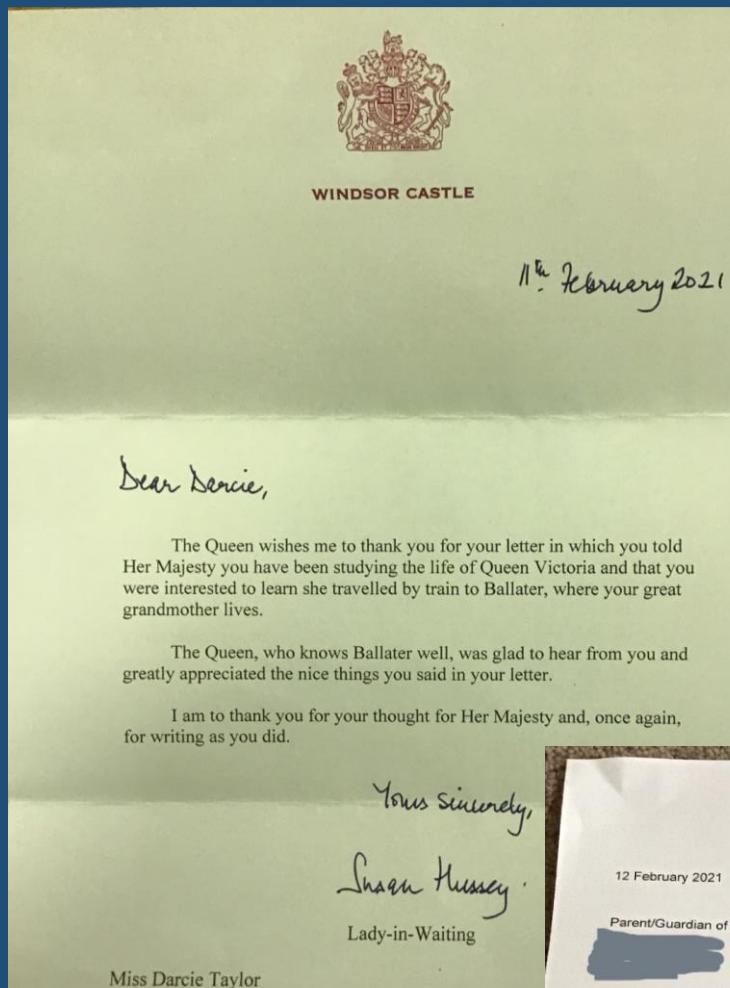 WINDSOR CASTLE
11th February 2021
Dear Darcie,
The Queen wishes me to thank you for your letter in which you told
Her Majesty you have been studying the life of Queen Victoria and that you
were interested to learn she travelled by train to Ballater, where your great
grandmother lives.
The Queen, who knows Ballater well, was glad to hear from you and
greatly appreciated the nice things you said in your letter.
I am to thank you for your thought for Her Majesty and, once again,
for writing as you did.
Yours sincerely,
Susan Hussey.
Lady-in-Waiting
Miss Darcie Taylor
12 February 2021
Parent/Guardian of